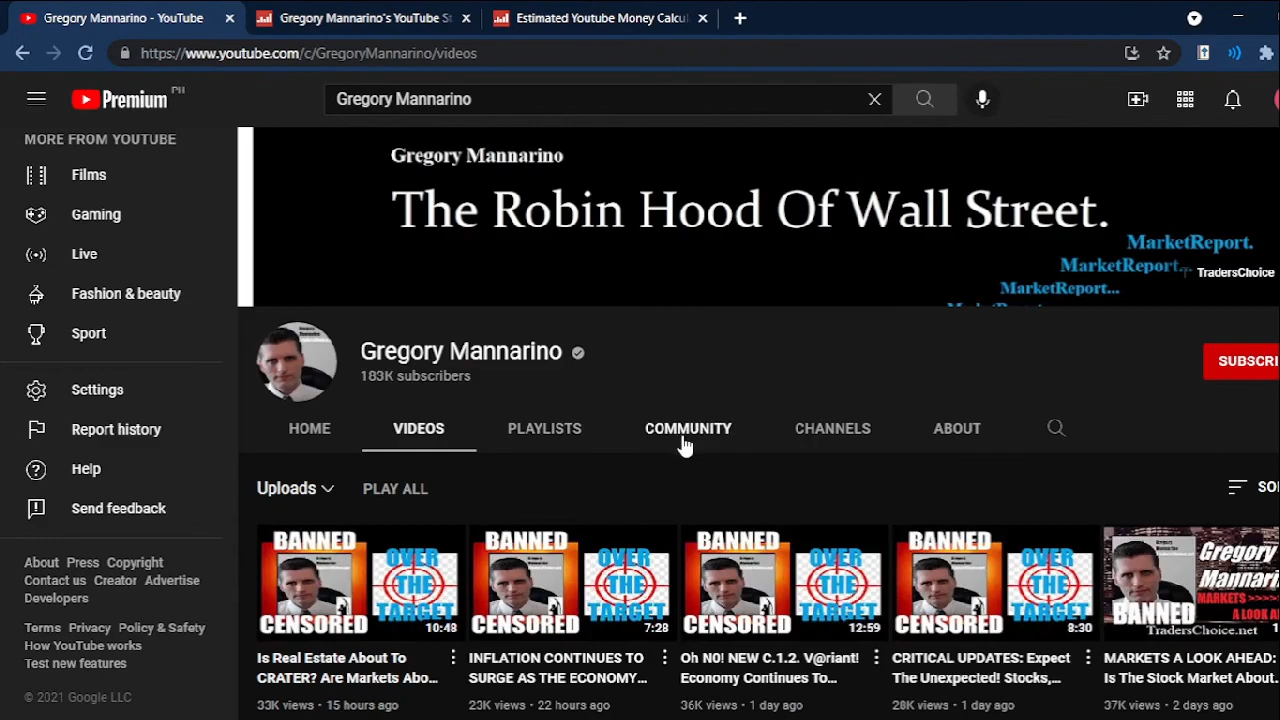 Gregory Mannarino - YouTube
Gregory Mannarino's YouTube St
Estimated Youtube Money Calcu
https://www.youtube.com/c/GregoryMannarino/videos
Premium PH
Gregory Mannarino
MORE FROM YOUTUBE
Films
Gaming
Live
Fashion & beauty
Sport
Settings
Report history
Help
Send feedback
About Press Copyright
Contact us Creator Advertise
Developers
Terms Privacy Policy & Safety
How YouTube works
Test new features
© 2021 Google LLC
Gregory Mannarino
The Robin Hood Of Wall Street.
MarketReport.
MarketReport..
TradersChoice
MarketReport...
MarketReport
Gregory Mannarino
183K subscribers
SUBSCRI
HOME
VIDEOS
PLAYLISTS
COMMUNITY
CHANNELS
ABOUT
Uploads
PLAY ALL
SO
BANNED
CENSORED
OVER
THE
TARGET
10:48
Is Real Estate About To
CRATER? Are Markets Abo...
33K views • 15 hours ago
BANNED
CENSORED
OVER
THE
TARGET
7:28
INFLATION CONTINUES TO
SURGE AS THE ECONOMY...
23K views • 22 hours ago
BANNED
CENSORED
OVER
THE
TARGET
12:59
Oh N0! NEW C.1.2. V@riant!
Economy Continues To...
36K views • 1 day ago
BANNED
CENSORED
OVER
THE
TARGET
8:30
CRITICAL UPDATES: Expect
The Unexpected! Stocks,...
28K views • 1 day ago
Gregory
Mannari
MARKETS >>>>
A LOOK A
BANNED
TradersChoice.net
1
MARKETS A LOOK AHEAD:
Is The Stock Market About...
37K views • 2 days ago